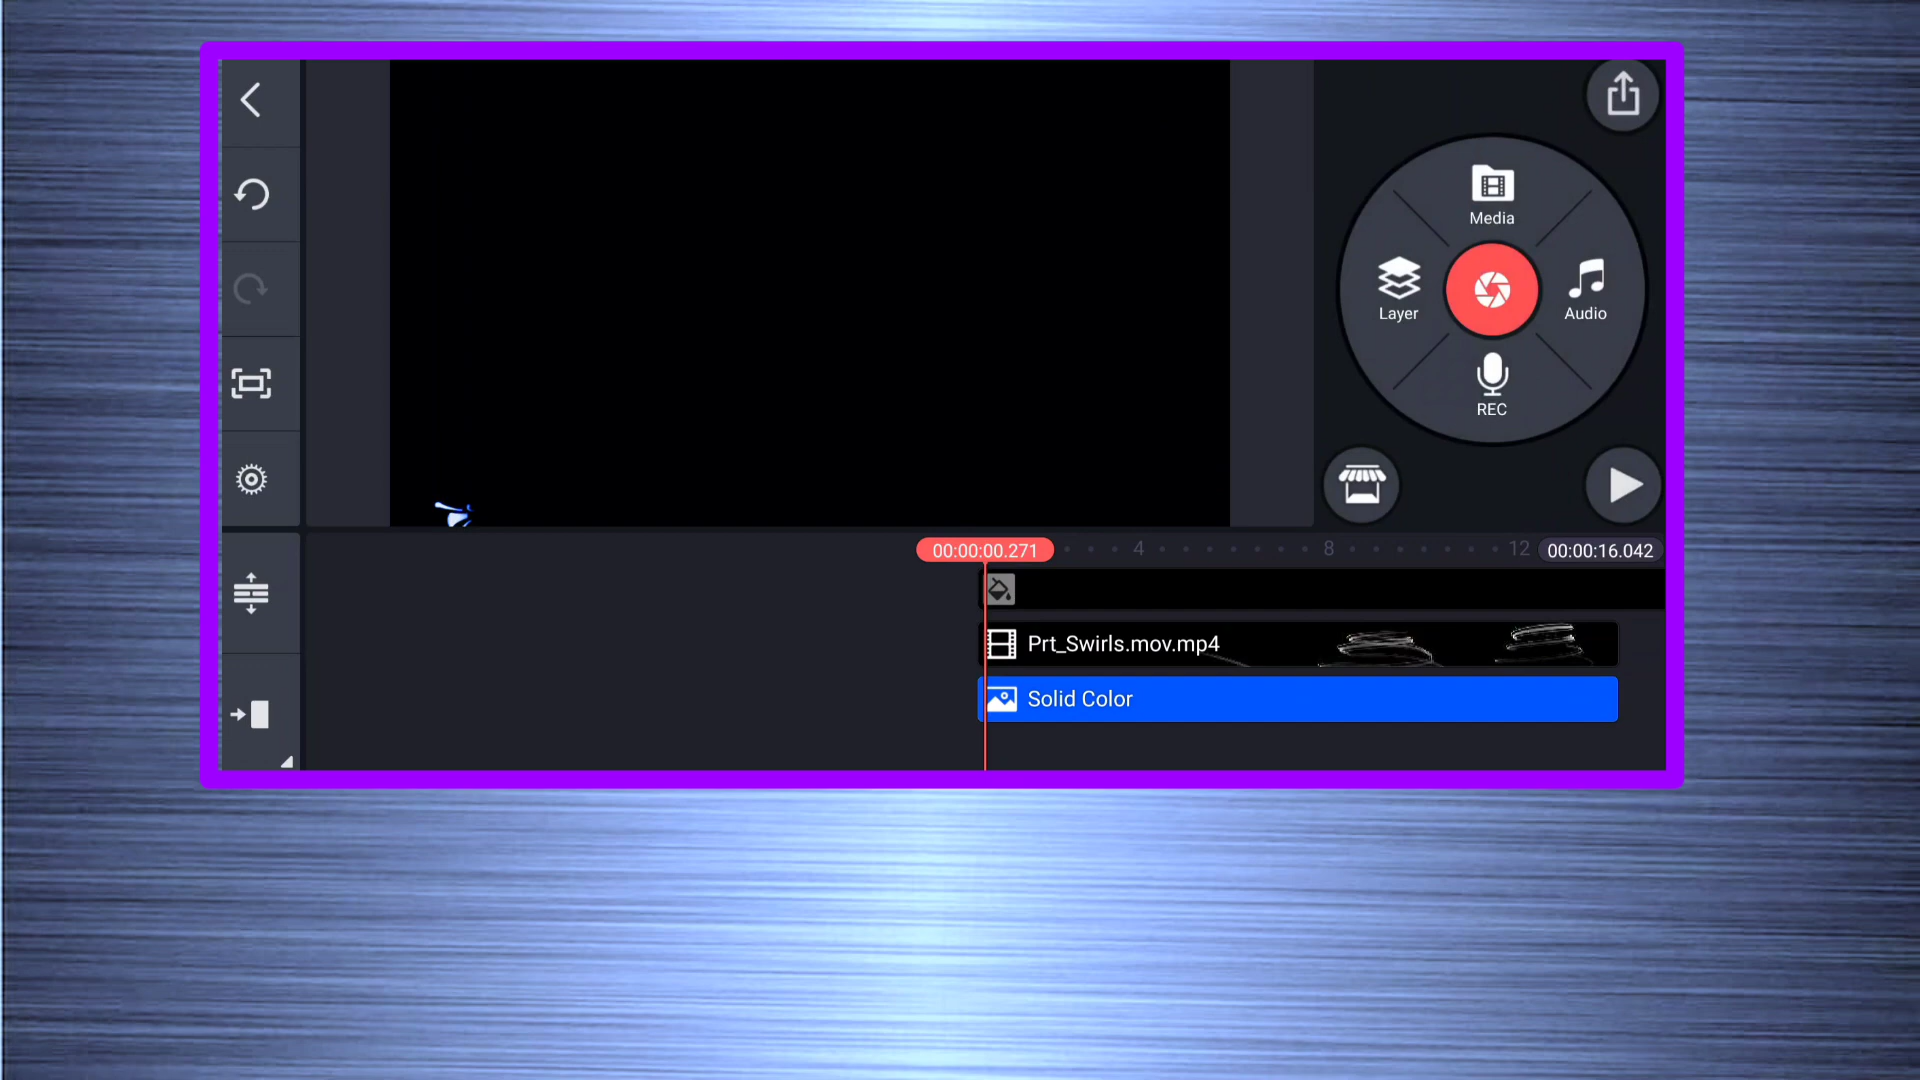 Media
Layer
Audio
REC
00:00:00.271
4
8
12
00:00:16.042
Prt_Swirls.mov.mp4
Solid Color